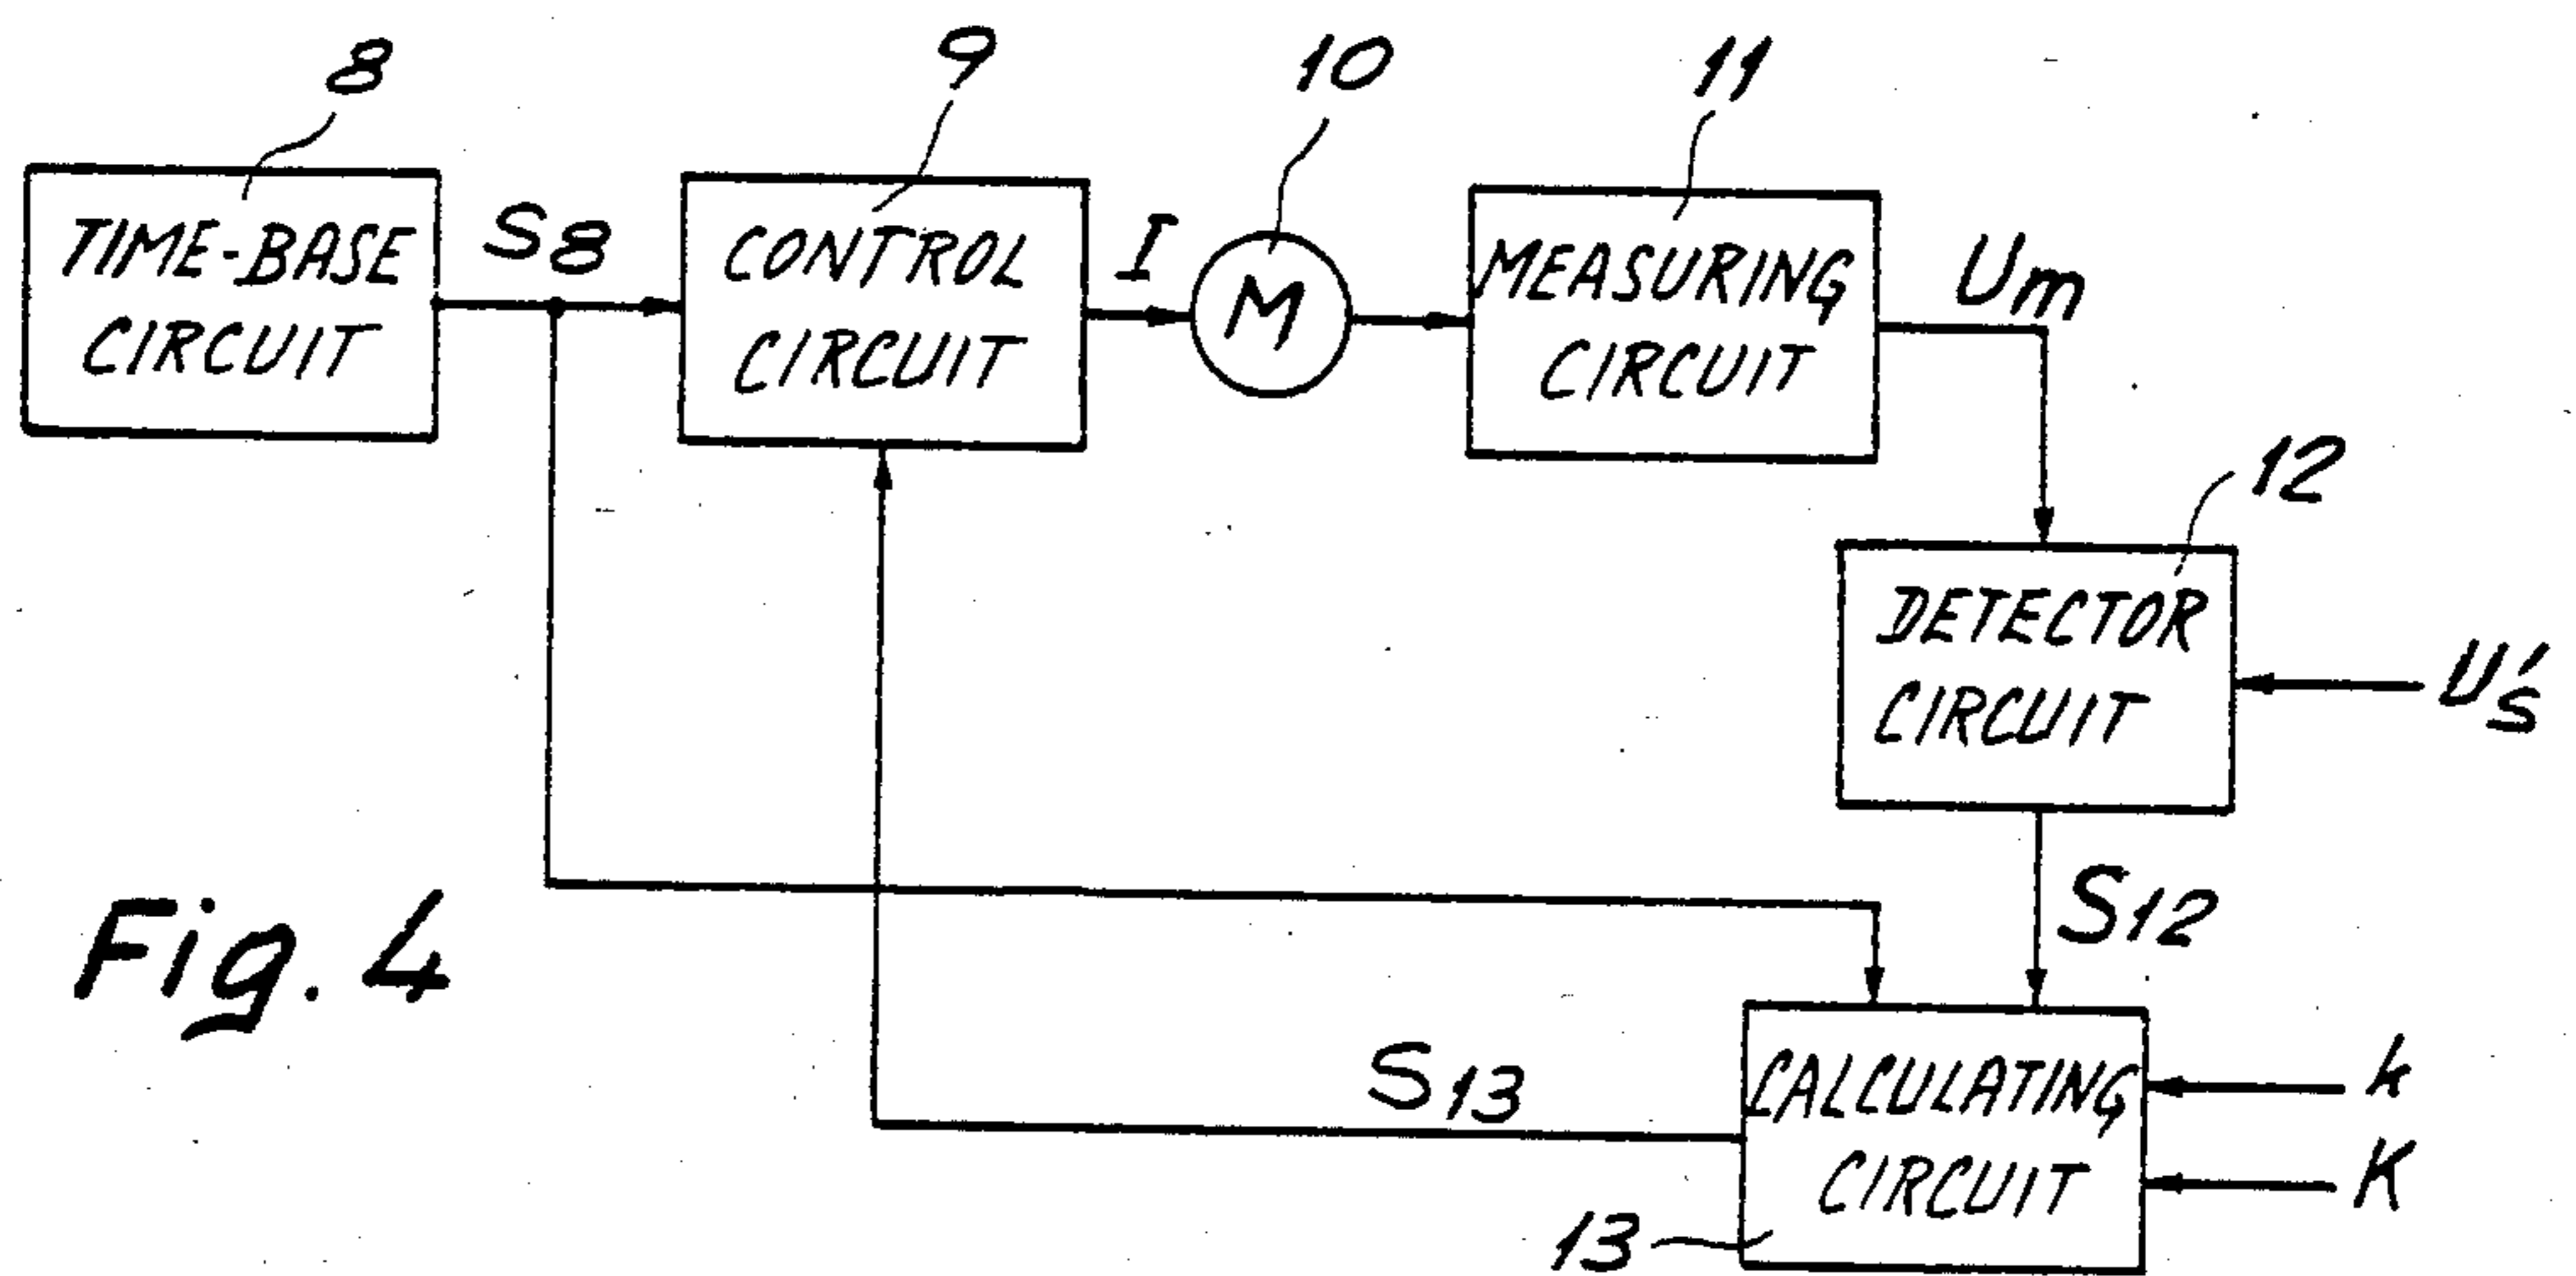 8
9
10
11
TIME-BASE
CIRCUIT
S8
CONTROL
CIRCUIT
I
M
MEASURING
CIRCUIT
Um
12
DETECTOR
CIRCUIT
U's
S12
Fig. 4
S13
CALCULATING
CIRCUIT
k
K
13